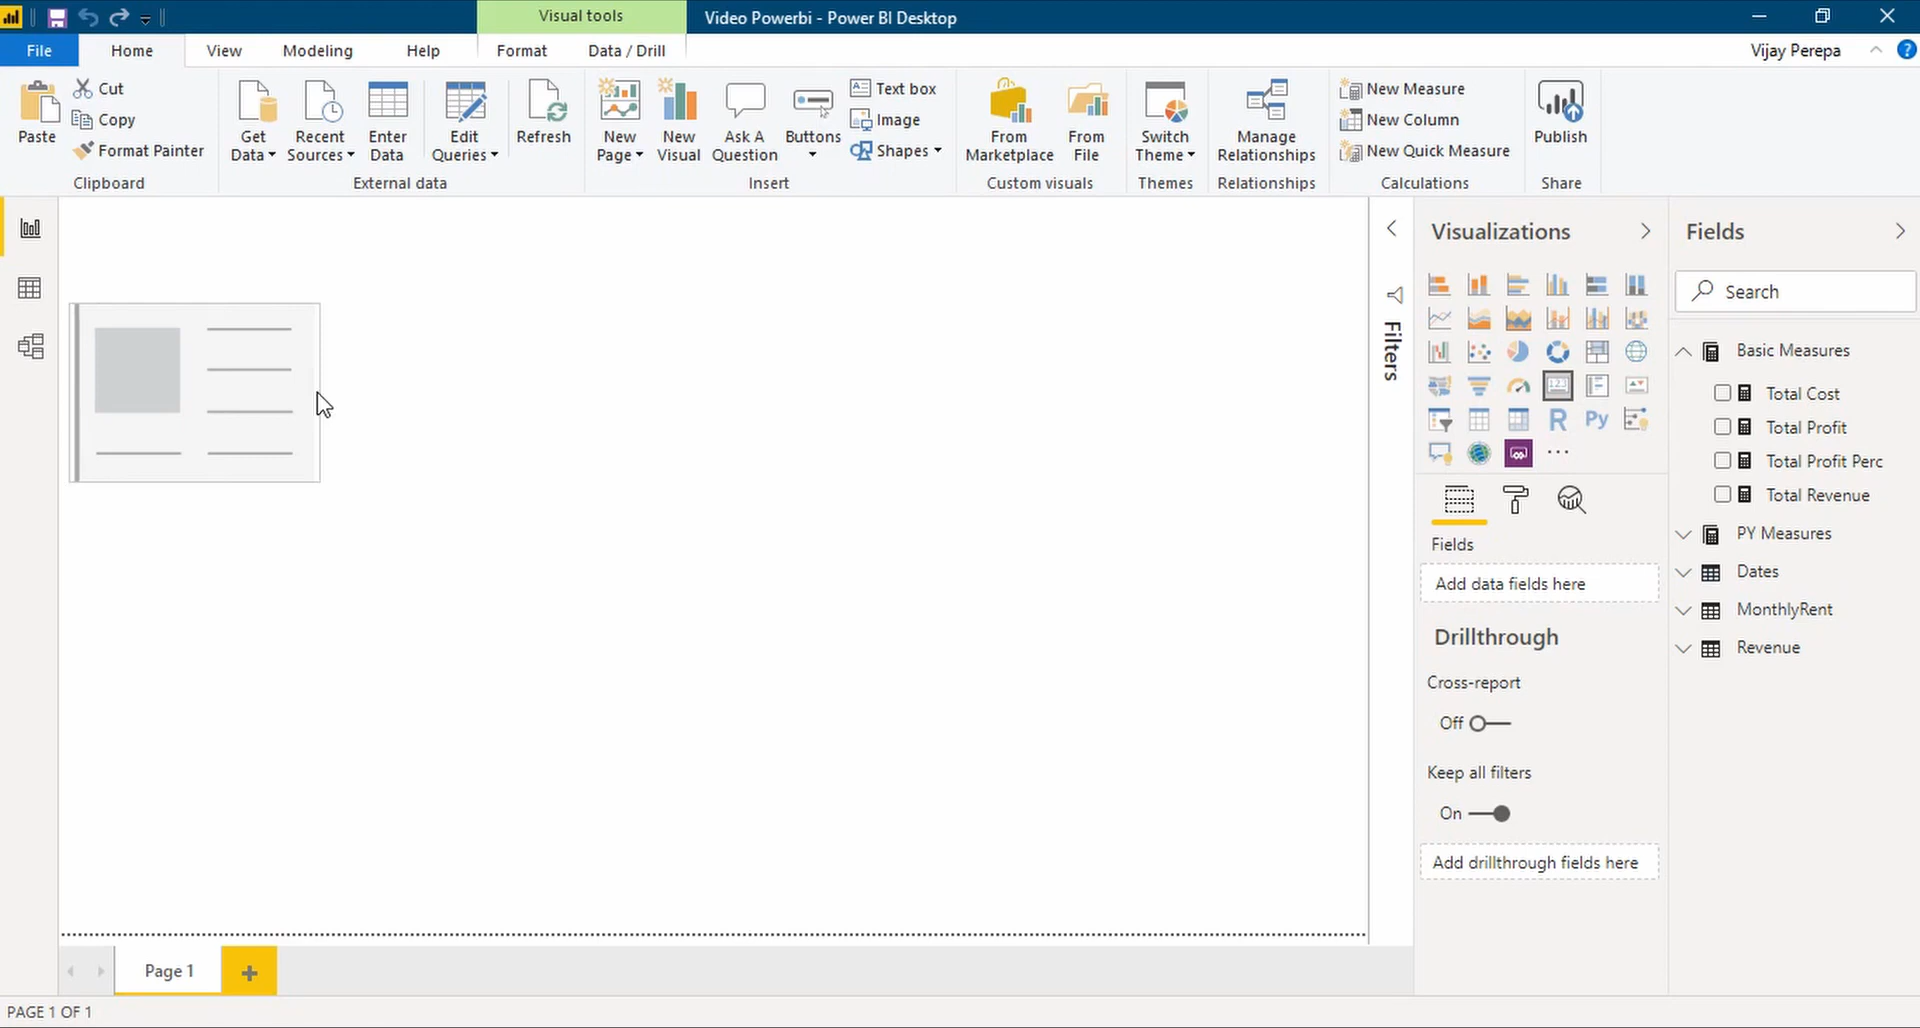 Visual tools
Video Powerbi - Power BI Desktop
File
Home
View
Modeling
Help
Format
Data / Drill
Vijay Perepa
?
Paste
Cut
Copy
Format Painter
Clipboard
Get Data
Recent Sources
Enter Data
Edit Queries
Refresh
External data
New Page
New Visual
Ask A Question
Buttons
Text box
Image
Shapes
Insert
From Marketplace
From File
Custom visuals
Switch Theme
Themes
Manage Relationships
Relationships
New Measure
New Column
New Quick Measure
Calculations
Publish
Share
Filters
Visualizations
123
R
Py
...
Fields
Add data fields here
Drillthrough
Cross-report
Off
Keep all filters
On
Add drillthrough fields here
Fields
Search
Basic Measures
Total Cost
Total Profit
Total Profit Perc
Total Revenue
PY Measures
Dates
MonthlyRent
Revenue
Page 1
+
PAGE 1 OF 1